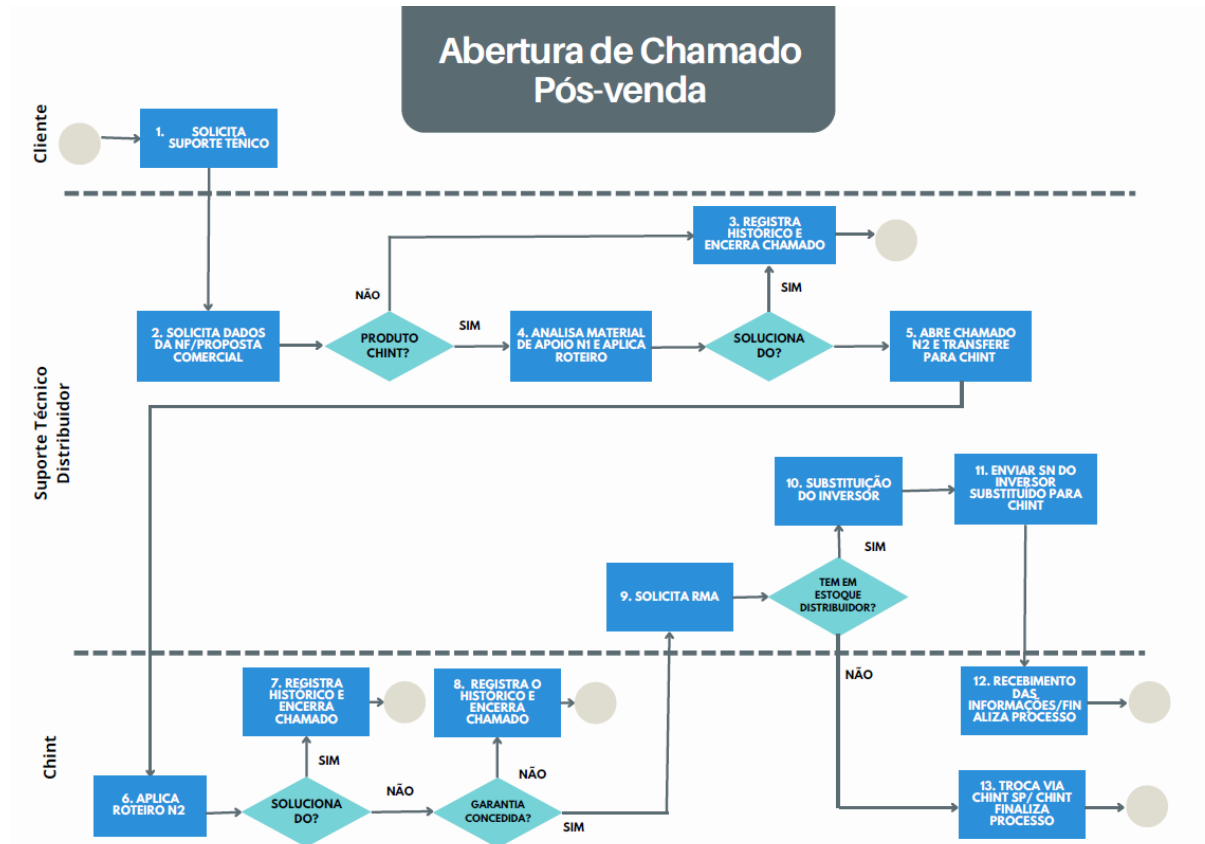 Abertura de Chamado
Pós-venda
Cliente
1. SOLICITA
SUPORTE TÉNICO
3. REGISTRA
HISTÓRICO E
ENCERRA CHAMADO
NÃO
SIM
SIM
Suporte Técnico
Distribuidor
2. SOLICITA DADOS
DA NF/PROPOSTA
COMERCIAL
PRODUTO
CHINT?
4. ANALISA MATERIAL
DE APOIO N1 E APLICA
ROTEIRO
SOLUCIONA
DO?
5. ABRE CHAMADO
N2 E TRANSFERE
PARA CHINT
10. SUBSTITUIÇÃO
DO INVERSOR
11. ENVIAR SN DO
INVERSOR
SUBSTITUÍDO PARA
CHINT
SIM
9. SOLICITA RMA
TEM EM
ESTOQUE
DISTRIBUIDOR?
NÃO
Chint
7. REGISTRA
HISTÓRICO E
ENCERRA
CHAMADO
8. REGISTRA O
HISTÓRICO E
ENCERRA
CHAMADO
12. RECEBIMENTO
DAS
INFORMAÇÕES/FIN
ALIZA PROCESSO
SIM
NÃO
6. APLICA
ROTEIRO N2
SOLUCIONA
DO?
NÃO
GARANTIA
CONCEDIDA?
SIM
13. TROCA VIA
CHINT SP/ CHINT
FINALIZA
PROCESSO